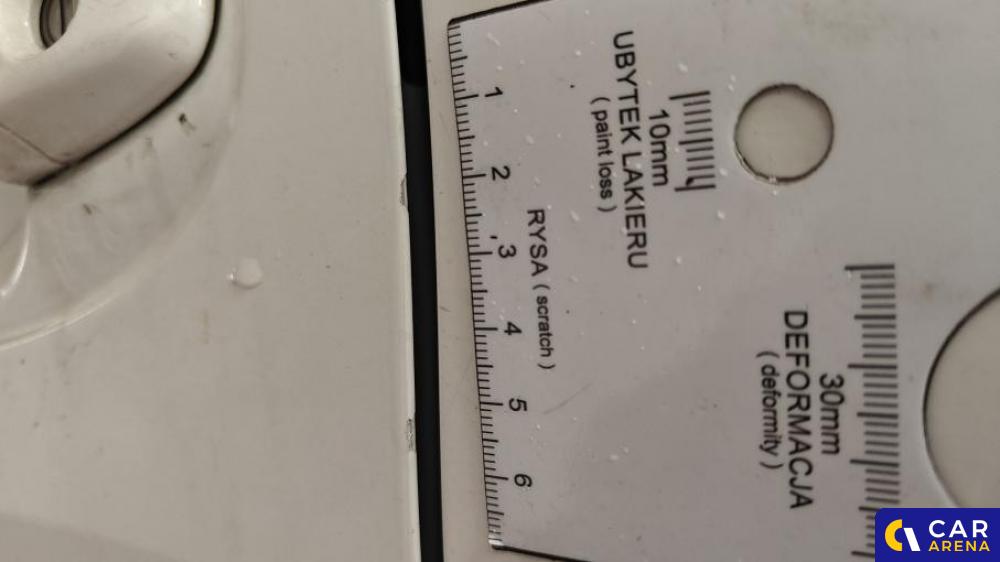 1
2
3
4
5
6
RYSA ( scratch )
10mm
UBYTEK LAKIERU
( paint loss )
30mm
DEFORMACJA
( deformity )
CAR
ARENA